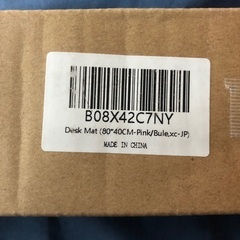 B08X42C7NY
Desk Mat (80*40CM-Pink/Bule,xc-JP)
MADE IN CHINA